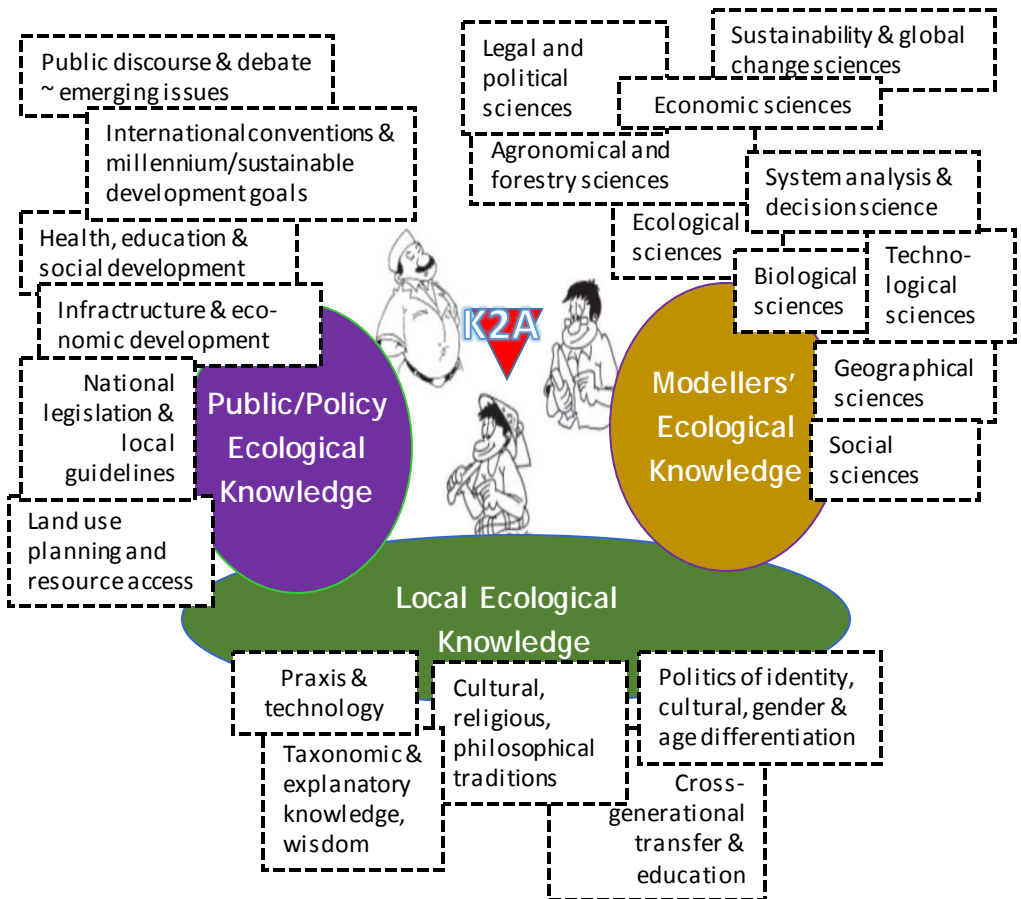 Public discourse & debate
~ emerging issues
International conventions &
millennium/sustainable
development goals
Health, education &
social development
Infractructure & eco-
nomic development
National
legislation &
local
guidelines
Land use
planning and
resource access
Public/Policy
Ecological
Knowledge
K2A
Legal and
political
sciences
Sustainability & global
change sciences
Economic sciences
Agronomical and
forestry sciences
System analysis &
decision science
Ecological
sciences
Biological
sciences
Techno-
logical
sciences
Geographical
sciences
Social
sciences
Modellers’
Ecological
Knowledge
Local Ecological
Knowledge
Praxis &
technology
Taxonomic &
explanatory
knowledge,
wisdom
Cultural,
religious,
philosophical
traditions
Politics of identity,
cultural, gender &
age differentiation
Cross-
generational
transfer &
education